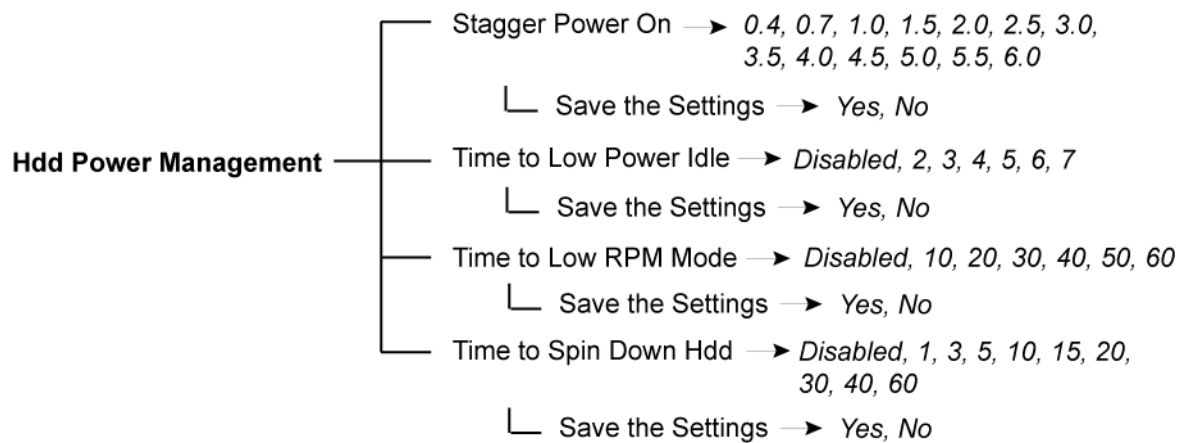 Stagger Power On 0.4, 0.7, 1.0, 1.5, 2.0, 2.5, 3.0,
3.5, 4.0, 4.5, 5.0, 5.5, 6.0
Save the Settings Yes, No
Hdd Power Management
Time to Low Power Idle Disabled, 2, 3, 4, 5, 6, 7
Save the Settings Yes, No
Time to Low RPM Mode Disabled, 10, 20, 30, 40, 50, 60
Save the Settings Yes, No
Time to Spin Down Hdd Disabled, 1, 3, 5, 10, 15, 20,
30, 40, 60
Save the Settings Yes, No